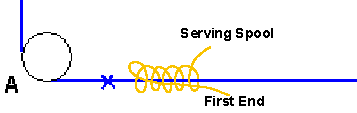 Serving Spool
A
First End